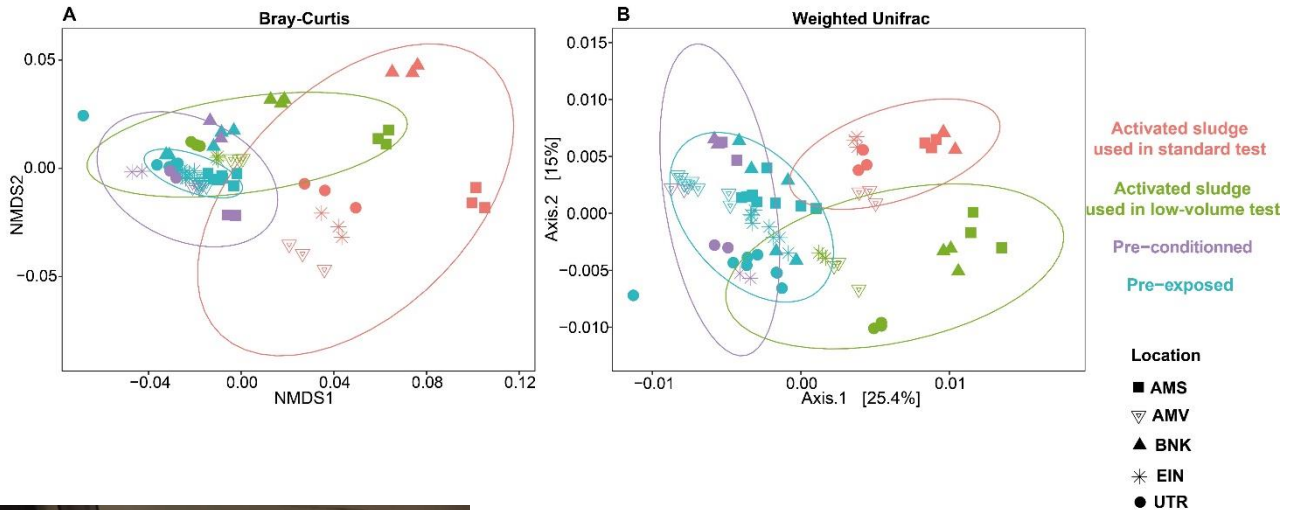 A
Bray-Curtis
0.05
0.00
−0.05
NMDS2
−0.04
0.00
0.04
0.08
0.12
NMDS1
B
Weighted Unifrac
0.015
0.010
0.005
0.000
−0.005
−0.010
Axis.2 [15%]
−0.01
0.00
0.01
Axis.1 [25.4%]
Activated sludge
used in standard test
Activated sludge
used in low−volume test
Pre−conditionned
Pre−exposed
Location
AMS
AMV
BNK
EIN
UTR